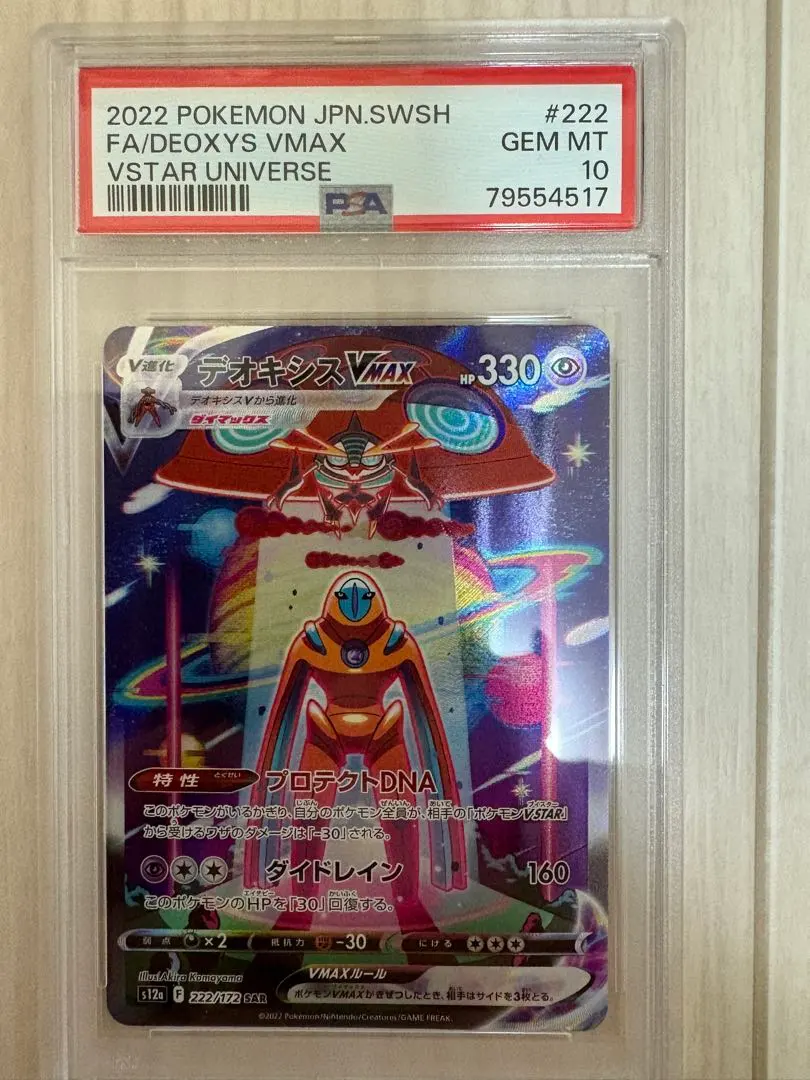 2022 POKEMON JPN.SWSH #222
FA/DEOXYS VMAX GEM MT
VSTAR UNIVERSE 10
79554517
PSA
V進化 デオキシスVMAX HP330
デオキシスVから進化
ダイマックス
特性 とくせい プロテクトDNA
このポケモンがいるかぎり、自分のポケモン全員が、相手の「ポケモンVSTAR」
から受けるワザのダメージは「-30」される。
ダイドレイン 160
このポケモンのHPを「30」回復する。
弱点 ×2 抵抗力 -30 にげる
Illus.Akira Komayama VMAXルール
s12a F 222/172 SAR ポケモンVMAXがきぜつしたとき、相手はサイドを3枚とる。
©2022 Pokémon/Nintendo/Creatures/GAME FREAK.